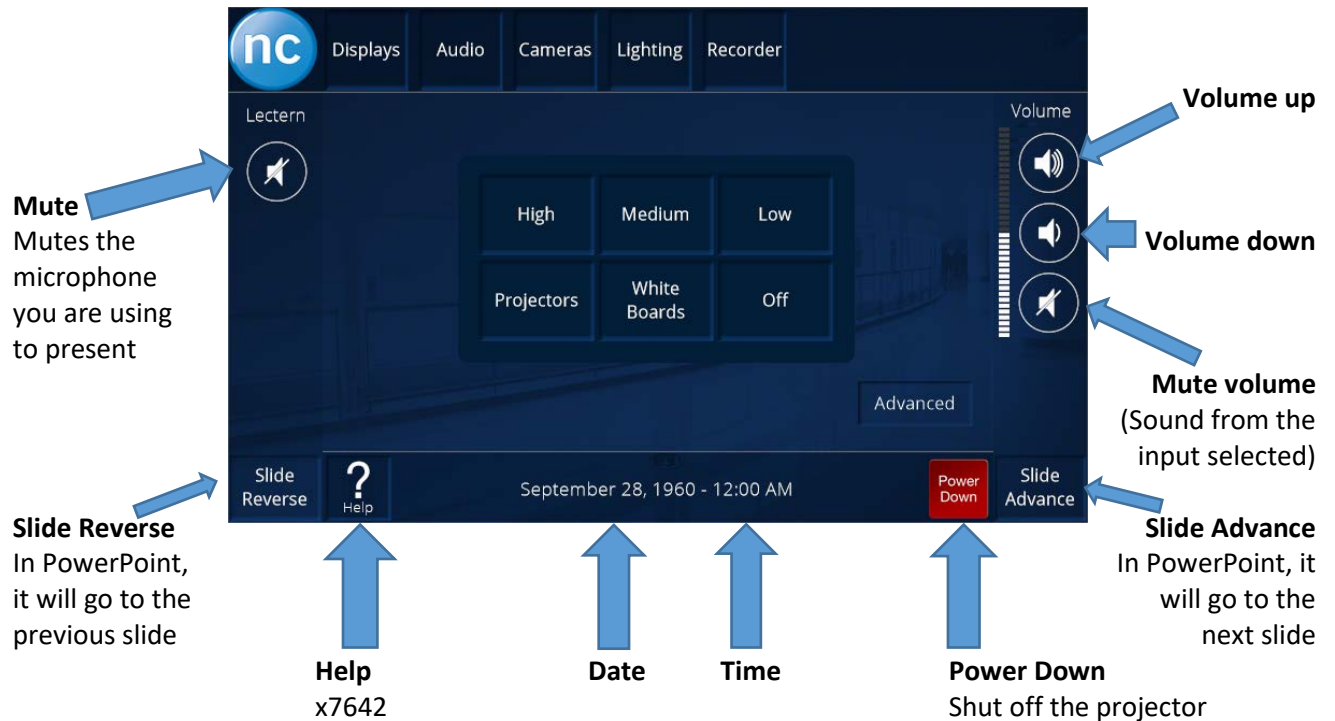 nc
Displays
Audio
Cameras
Lighting
Recorder
Lectern
Volume
Volume up
Mute
Mutes the
microphone
you are using
to present
High
Medium
Low
Volume down
Projectors
White
Boards
Off
Mute volume
(Sound from the
input selected)
Advanced
Slide
Reverse
?
Help
September 28, 1960 - 12:00 AM
Power
Down
Slide
Advance
Slide Reverse
In PowerPoint,
it will go to the
previous slide
Slide Advance
In PowerPoint, it
will go to the
next slide
Help
x7642
Date
Time
Power Down
Shut off the projector